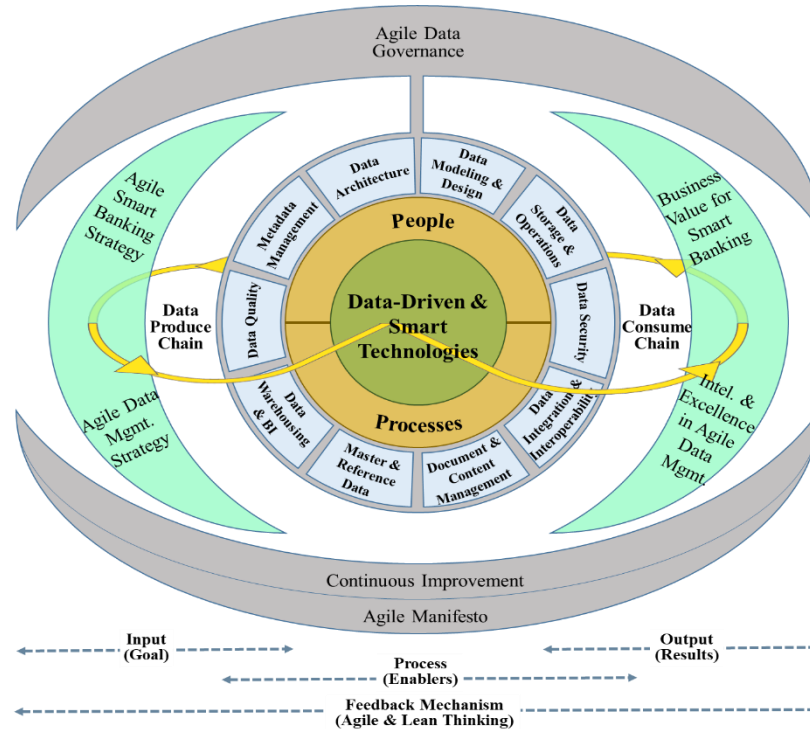 Agile Data
Governance
Agile
Smart
Banking
Strategy
Agile Data
Mgmt.
Strategy
Data
Produce
Chain
Data
Architecture
Data
Modeling &
Design
Metadata
Management
Data
Storage &
Operations
Data Quality
Data Security
Data
Warehousing
& BI
Data
Integration &
Interoperability
Master &
Reference
Data
Document &
Content
Management
People
Data-Driven &
Smart
Technologies
Processes
Data
Consume
Chain
Business
Value for
Smart
Banking
Intel. &
Excellence
in Agile
Data
Mgmt.
Continuous Improvement
Agile Manifesto
Input
(Goal)
Output
(Results)
Process
(Enablers)
Feedback Mechanism
(Agile & Lean Thinking)